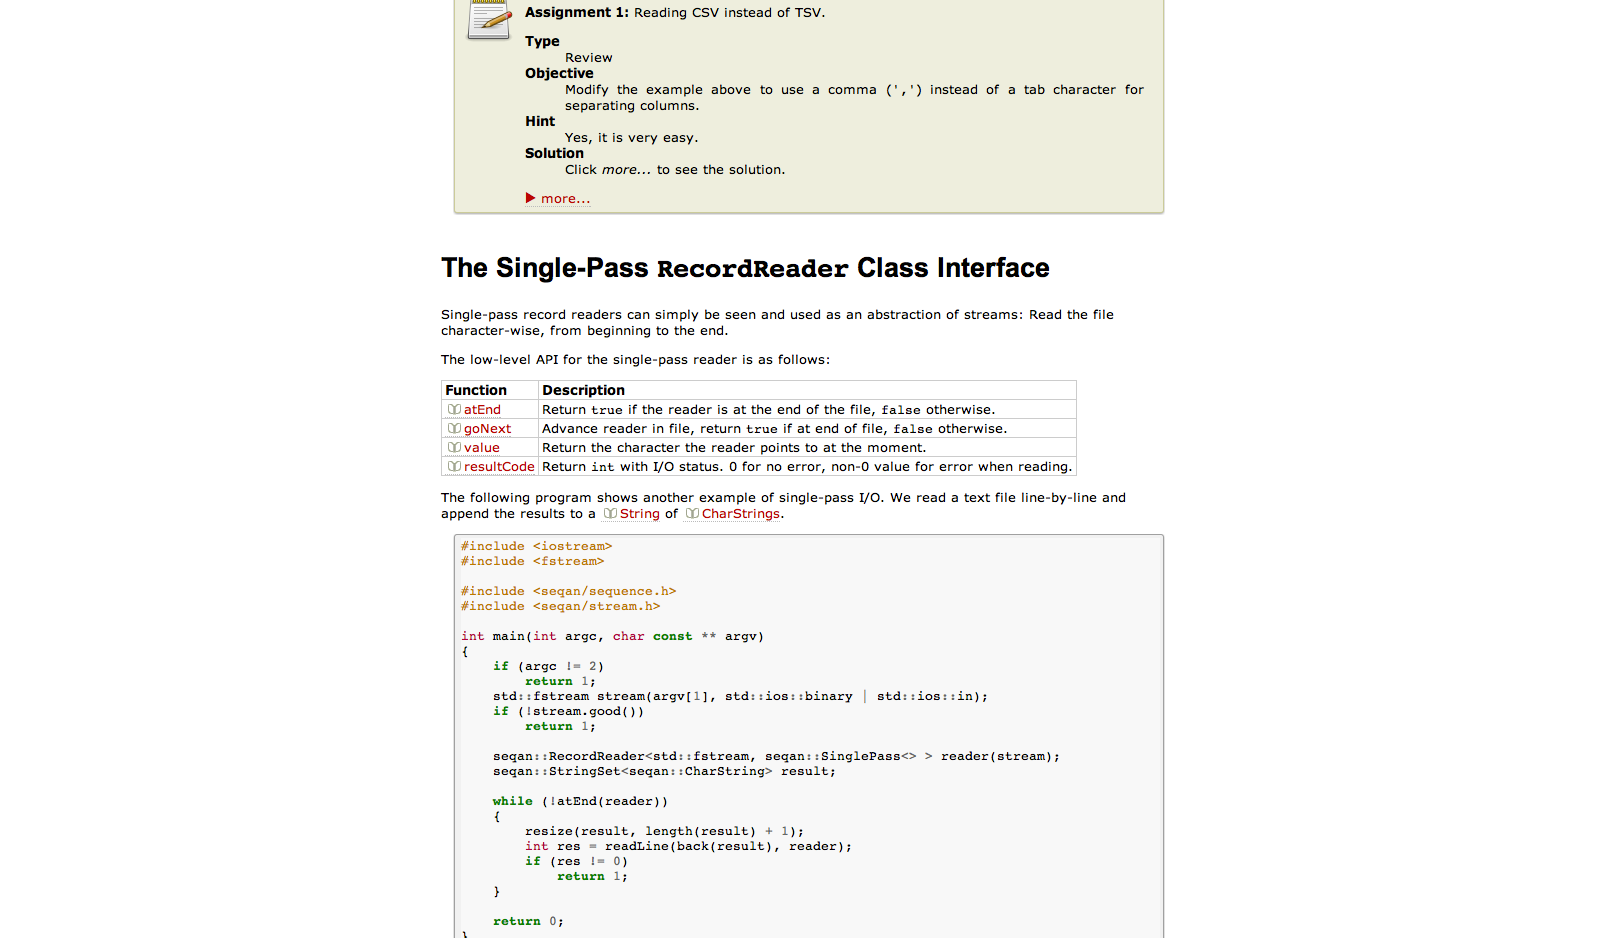 Assignment 1: Reading CSV instead of TSV.
Type
Review
Objective
Modify the example above to use a comma (',') instead of a tab character for
separating columns.
Hint
Yes, it is very easy.
Solution
Click more... to see the solution.
more...
The Single-Pass RecordReader Class Interface
Single-pass record readers can simply be seen and used as an abstraction of streams: Read the file
character-wise, from beginning to the end.
The low-level API for the single-pass reader is as follows:
Function Description
atEnd Return true if the reader is at the end of the file, false otherwise.
goNext Advance reader in file, return true if at end of file, false otherwise.
value Return the character the reader points to at the moment.
resultCode Return int with I/O status. 0 for no error, non-0 value for error when reading.
The following program shows another example of single-pass I/O. We read a text file line-by-line and
append the results to a String of CharStrings.
#include <iostream>
#include <fstream>
#include <seqan/sequence.h>
#include <seqan/stream.h>
int main(int argc, char const ** argv)
{
    if (argc != 2)
        return 1;
    std::fstream stream(argv[1], std::ios::binary | std::ios::in);
    if (!stream.good())
        return 1;
    seqan::RecordReader<std::fstream, seqan::SinglePass<> > reader(stream);
    seqan::StringSet<seqan::CharString> result;
    while (!atEnd(reader))
    {
        resize(result, length(result) + 1);
        int res = readLine(back(result), reader);
        if (res != 0)
            return 1;
    }
    return 0;
}